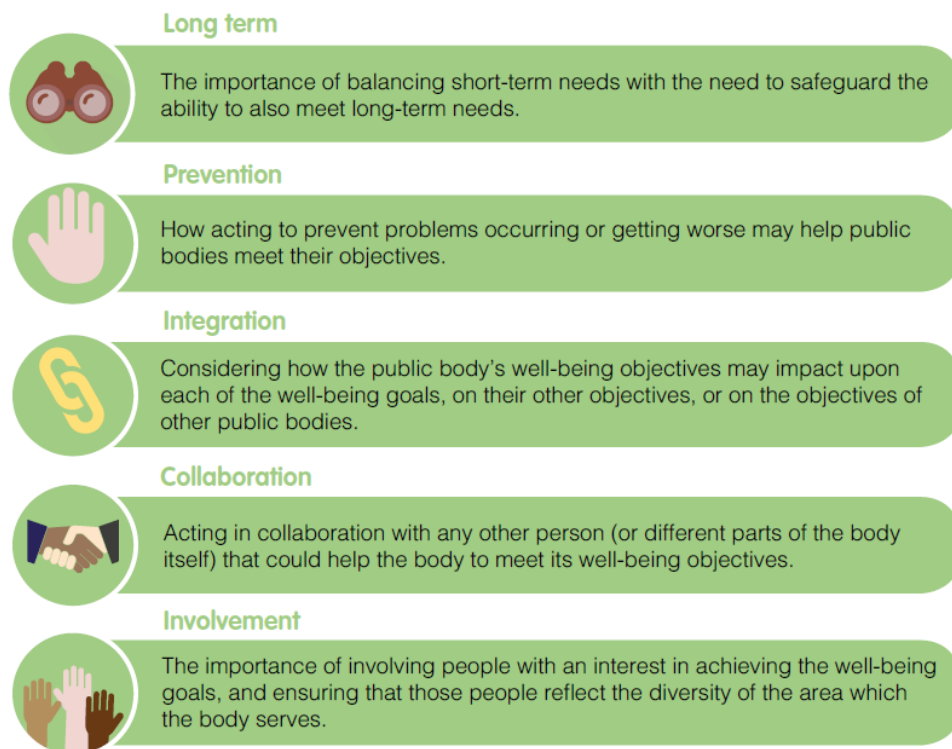 Long term
The importance of balancing short-term needs with the need to safeguard the
ability to also meet long-term needs.
Prevention
How acting to prevent problems occurring or getting worse may help public
bodies meet their objectives.
Integration
Considering how the public body's well-being objectives may impact upon
each of the well-being goals, on their other objectives, or on the objectives of
other public bodies.
Collaboration
Acting in collaboration with any other person (or different parts of the body
itself) that could help the body to meet its well-being objectives.
Involvement
The importance of involving people with an interest in achieving the well-being
goals, and ensuring that those people reflect the diversity of the area which
the body serves.